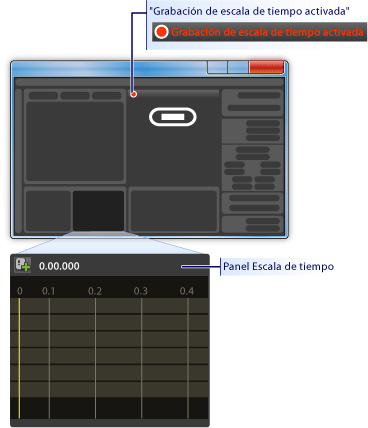 "Grabación de escala de tiempo activada"
Grabación de escala de tiempo activada
0.00.000
Panel Escala de tiempo
0 0.1 0.2 0.3 0.4